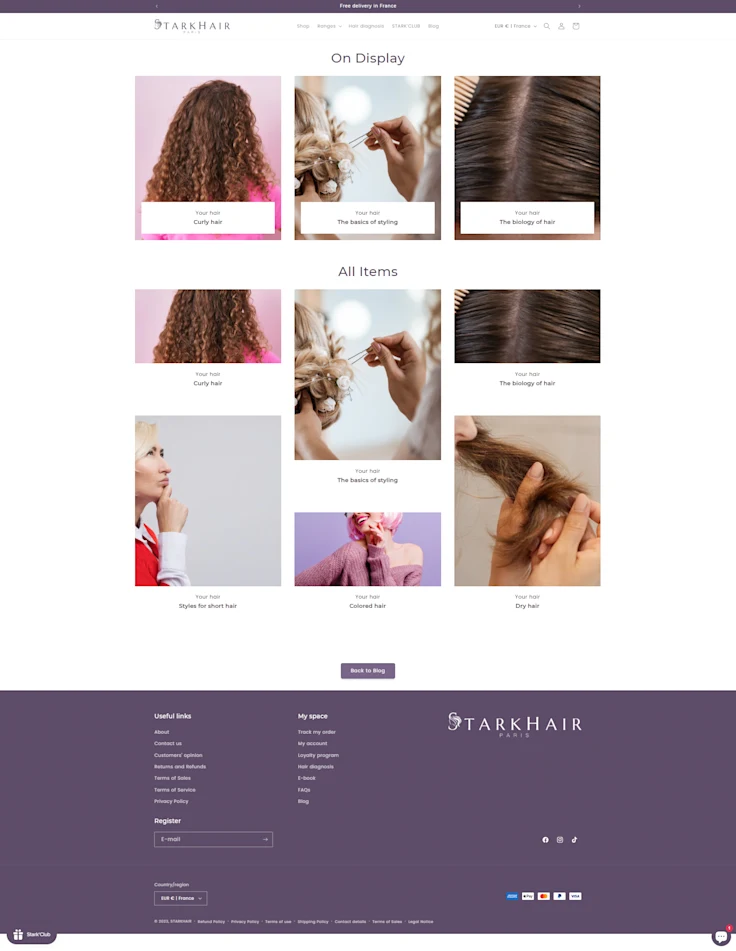 Free delivery in France
STARKHAIR
PARIS
Shop Ranges Hair diagnosis STARK'CLUB Blog
EUR € | France
On Display
Your hair
Curly hair
Your hair
The basics of styling
Your hair
The biology of hair
All Items
Your hair
Curly hair
Your hair
The basics of styling
Your hair
The biology of hair
Your hair
Styles for short hair
Your hair
Colored hair
Your hair
Dry hair
Back to Blog
Useful links
About
Contact us
Customers' opinion
Returns and Refunds
Terms of Sales
Terms of Service
Privacy Policy
My space
Track my order
My account
Loyalty program
Hair diagnosis
E-book
FAQs
Blog
STARKHAIR
PARIS
Register
E-mail
Country/region
EUR € | France
Pay
PayPal
VISA
© 2023, STARKHAIR · Refund Policy · Privacy Policy · Terms of use · Shipping Policy · Contact details · Terms of Sales · Legal Notice
Stark'Club
1